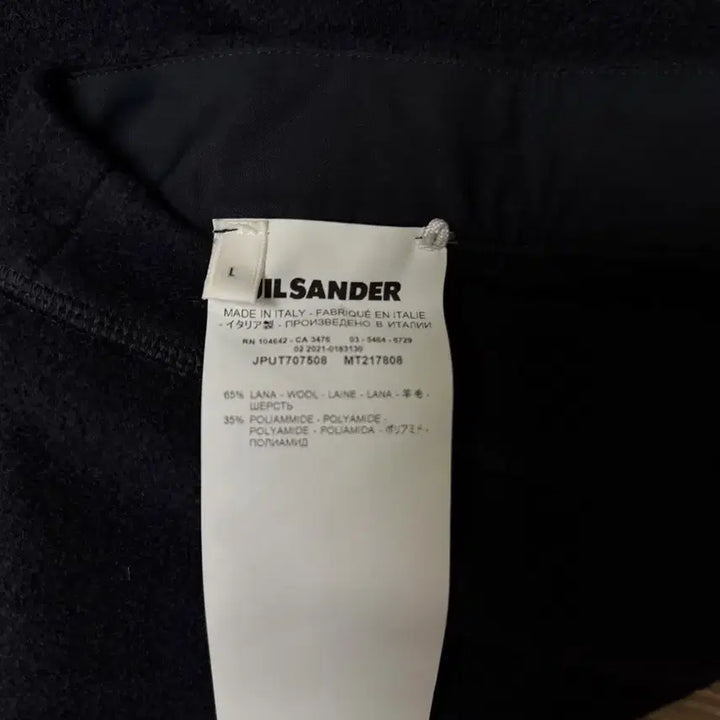 L
JIL SANDER
MADE IN ITALY - FABRIQUÉ EN ITALIE
- イタリア製 - ПРОИЗВЕДЕНО В ИТАЛИИ
RN 104642 - CA 3476 03 - 5464 - 6729
02 2021-0183130
JPUT707508 MT217808
65% LANA - WOOL - LAINE - LANA - 羊毛 -
ШЕРСТЬ
35% POLIAMMIDE - POLYAMIDE -
POLYAMIDE - POLIAMIDA - ポリアミド -
ПОЛИАМИД